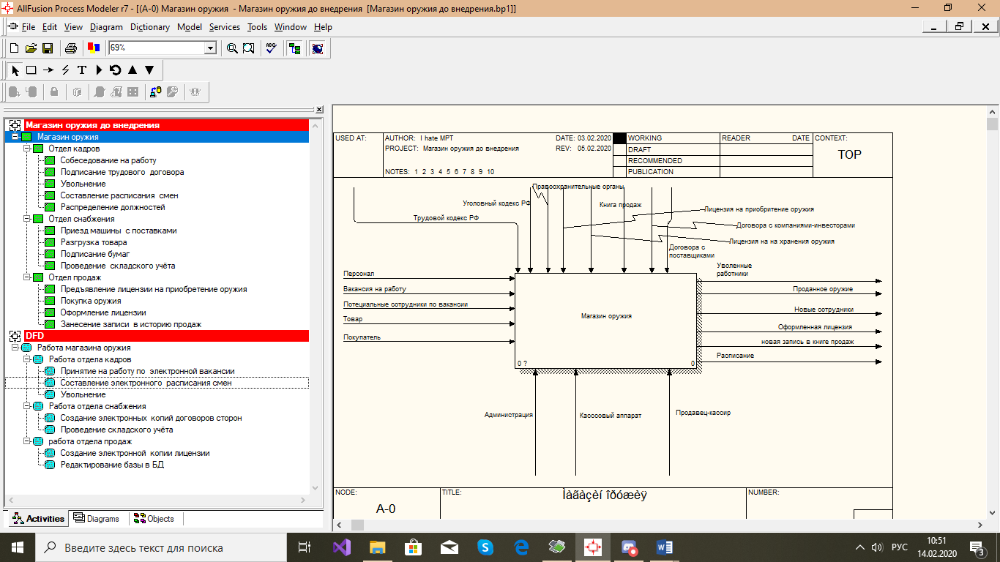 AllFusion Process Modeler r7 - [(A-0) Магазин оружия - Магазин оружия до внедрения [Магазин оружия до внедрения.bp1]]
File Edit View Diagram Dictionary Model Services Tools Window Help
69%
Магазин оружия до внедрения
Магазин оружия
Отдел кадров
Собеседование на работу
Подписание трудового договора
Увольнение
Составление расписания смен
Распределение должностей
Отдел снабжения
Приезд машины с поставками
Разгрузка товара
Подписание бумаг
Проведение складского учёта
Отдел продаж
Предъявление лицензии на приобретение оружия
Покупка оружия
Оформление лицензии
Занесение записи в историю продаж
DFD
Работа магазина оружия
Работа отдела кадров
Принятие на работу по электронной вакансии
Составление электронного расписания смен
Увольнение
Работа отдела снабжения
Создание электронных копий договоров сторон
Проведение складского учёта
работа отдела продаж
Создание электронной копии лицензии
Редактирование базы в БД
Activities Diagrams Objects
USED AT: AUTHOR: I hate MPT DATE: 03.02.2020 WORKING READER DATE CONTEXT:
PROJECT: Магазин оружия до внедрения REV: 05.02.2020 DRAFT TOP
RECOMMENDED
NOTES: 1 2 3 4 5 6 7 8 9 10 PUBLICATION
Правоохранительные органы
Уголовный кодекс РФ
Книга продаж
Лицензия на приобритение оружия
Трудовой кодекс РФ
Договора с компаниями-инвесторами
Лицензия на на хранения оружия
Договора с
поставщиками
Уволенные
работники
Персонал
Вакансия на работу
Проданное оружие
Потециальные сотрудники по вакансии
Новые сотрудники
Товар
Магазин оружия
Оформленная лицензия
Покупатель
новая запись в книге продаж
Расписание
0 ? 0
Администрация
Касссовый аппарат
Продавец-кассир
NODE: TITLE: Ìàãàçèí îðóæèÿ NUMBER:
A-0
Введите здесь текст для поиска
РУС
10:51
14.02.2020
3